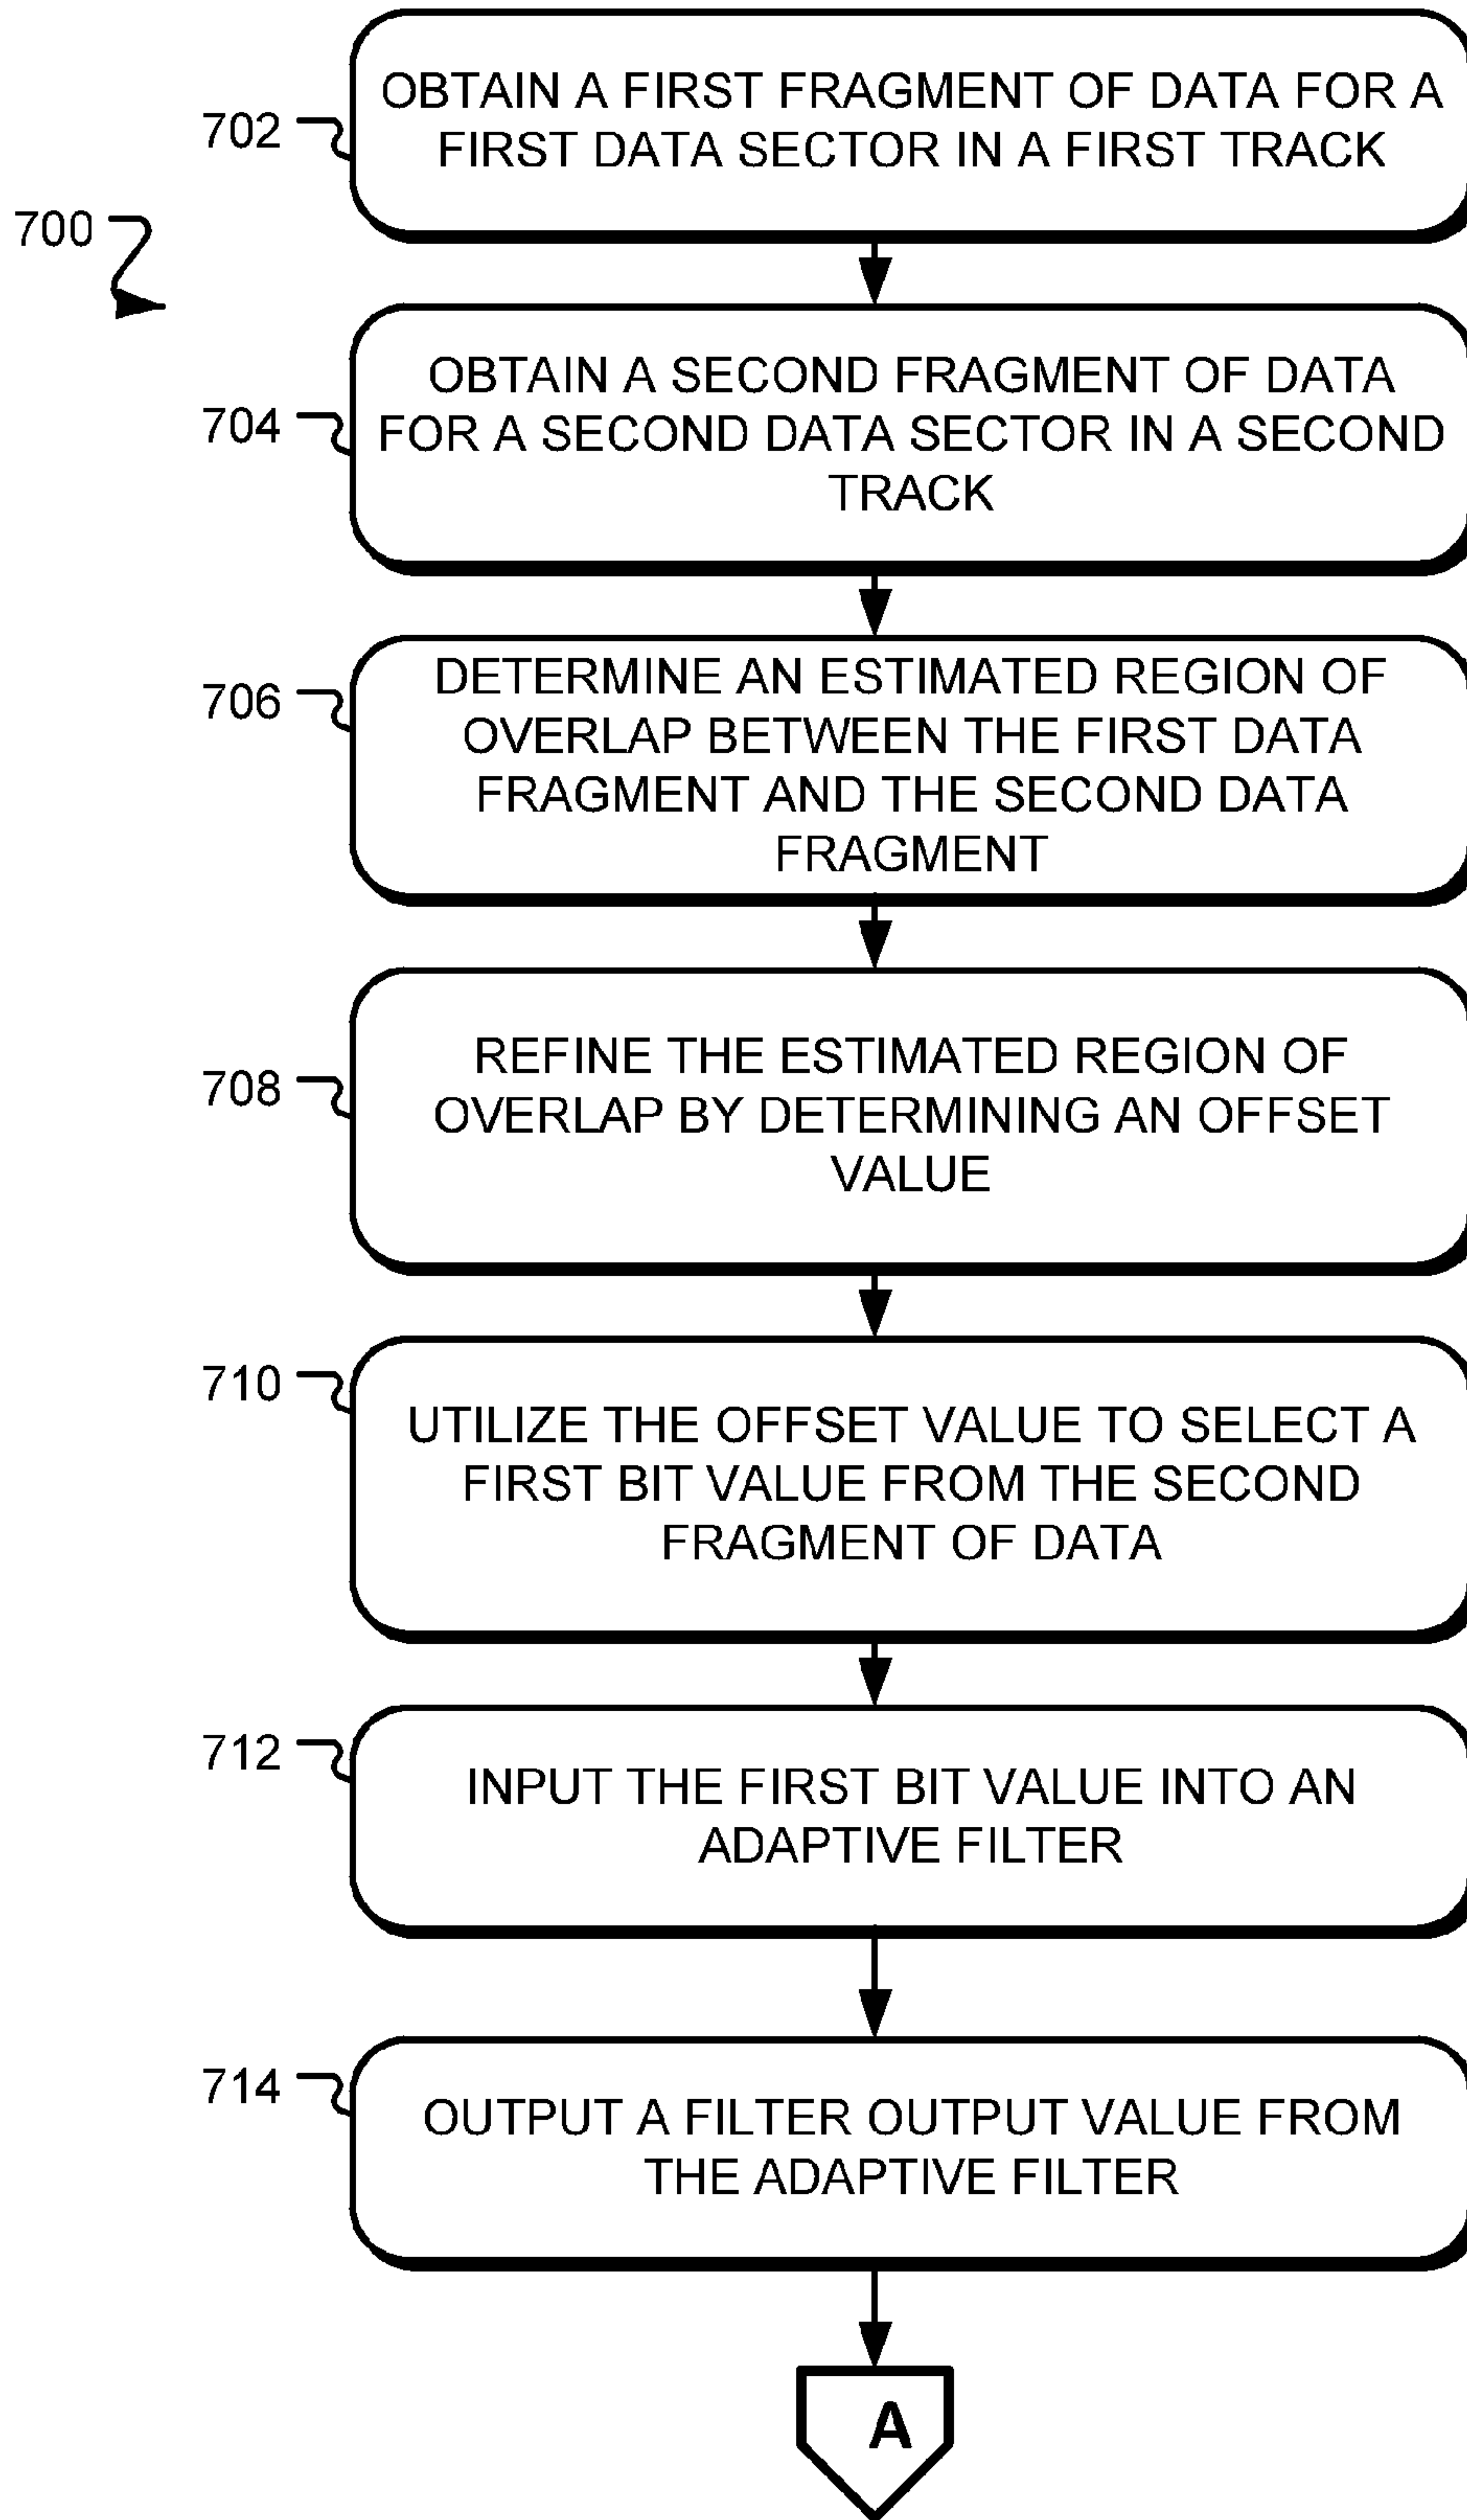 702
OBTAIN A FIRST FRAGMENT OF DATA FOR A
FIRST DATA SECTOR IN A FIRST TRACK
700
704
OBTAIN A SECOND FRAGMENT OF DATA
FOR A SECOND DATA SECTOR IN A SECOND
TRACK
706
DETERMINE AN ESTIMATED REGION OF
OVERLAP BETWEEN THE FIRST DATA
FRAGMENT AND THE SECOND DATA
FRAGMENT
708
REFINE THE ESTIMATED REGION OF
OVERLAP BY DETERMINING AN OFFSET
VALUE
710
UTILIZE THE OFFSET VALUE TO SELECT A
FIRST BIT VALUE FROM THE SECOND
FRAGMENT OF DATA
712
INPUT THE FIRST BIT VALUE INTO AN
ADAPTIVE FILTER
714
OUTPUT A FILTER OUTPUT VALUE FROM
THE ADAPTIVE FILTER
A